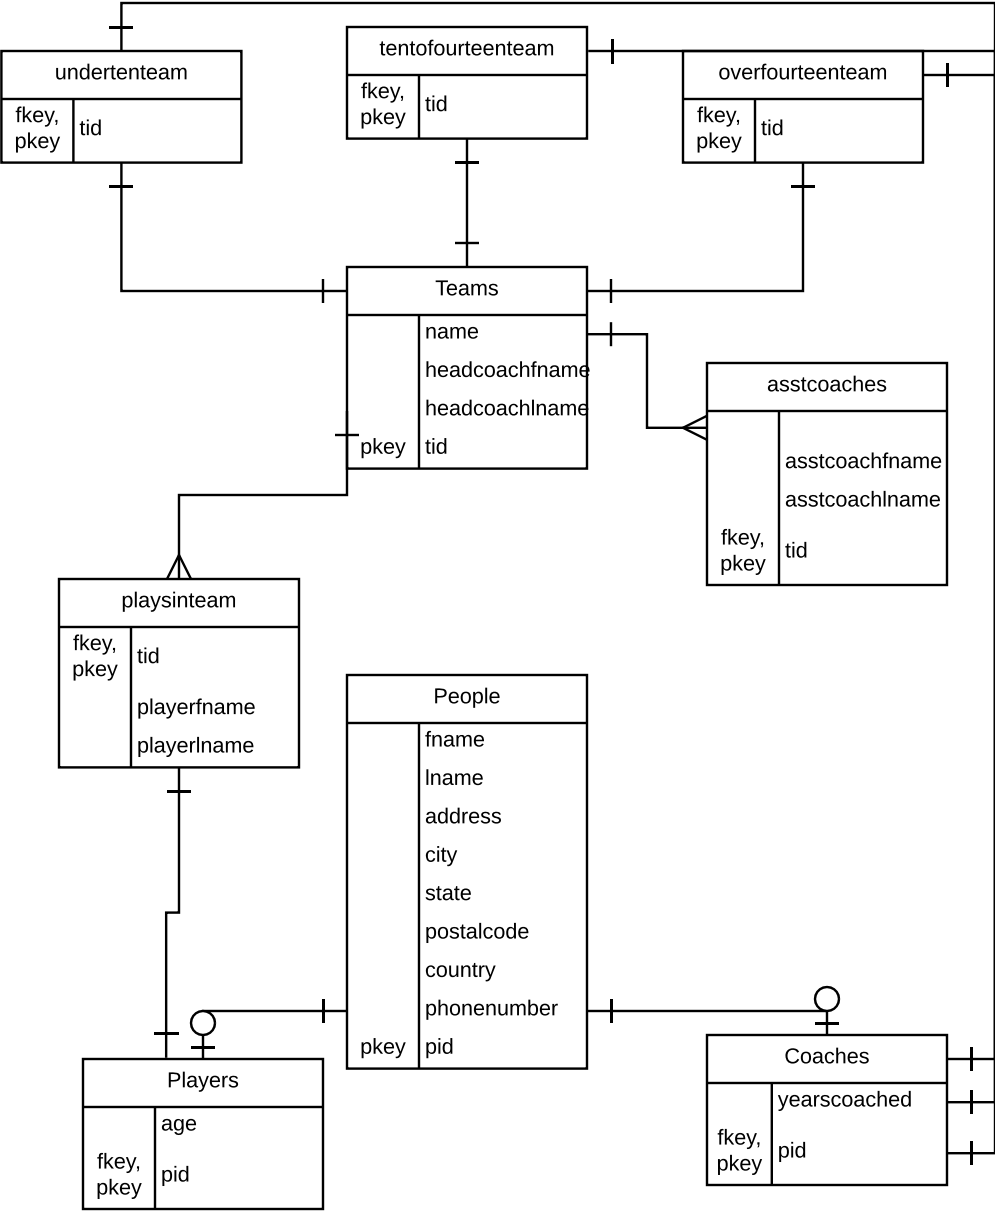 undertenteam
fkey,
pkey
tid
tentofourteenteam
fkey,
pkey
tid
overfourteenteam
fkey,
pkey
tid
Teams
name
headcoachfname
headcoachlname
pkey tid
asstcoaches
asstcoachfname
asstcoachlname
fkey,
pkey
tid
playsinteam
fkey,
pkey
tid
playerfname
playerlname
People
fname
lname
address
city
state
postalcode
country
phonenumber
pkey pid
Players
age
fkey,
pkey
pid
Coaches
yearscoached
fkey,
pkey
pid